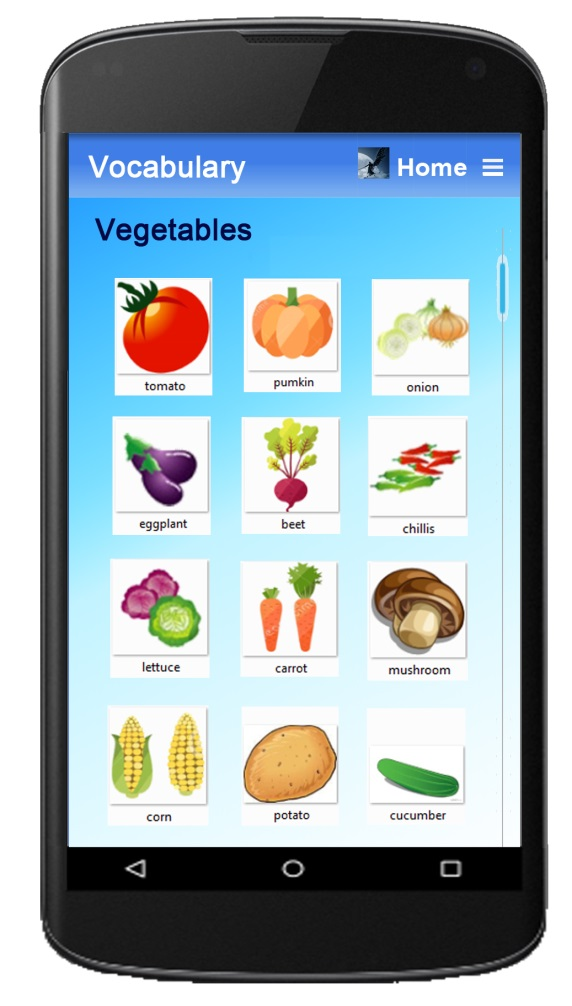 Vocabulary Home
Vegetables
tomato pumkin onion
eggplant beet chillis
lettuce carrot mushroom
corn potato cucumber